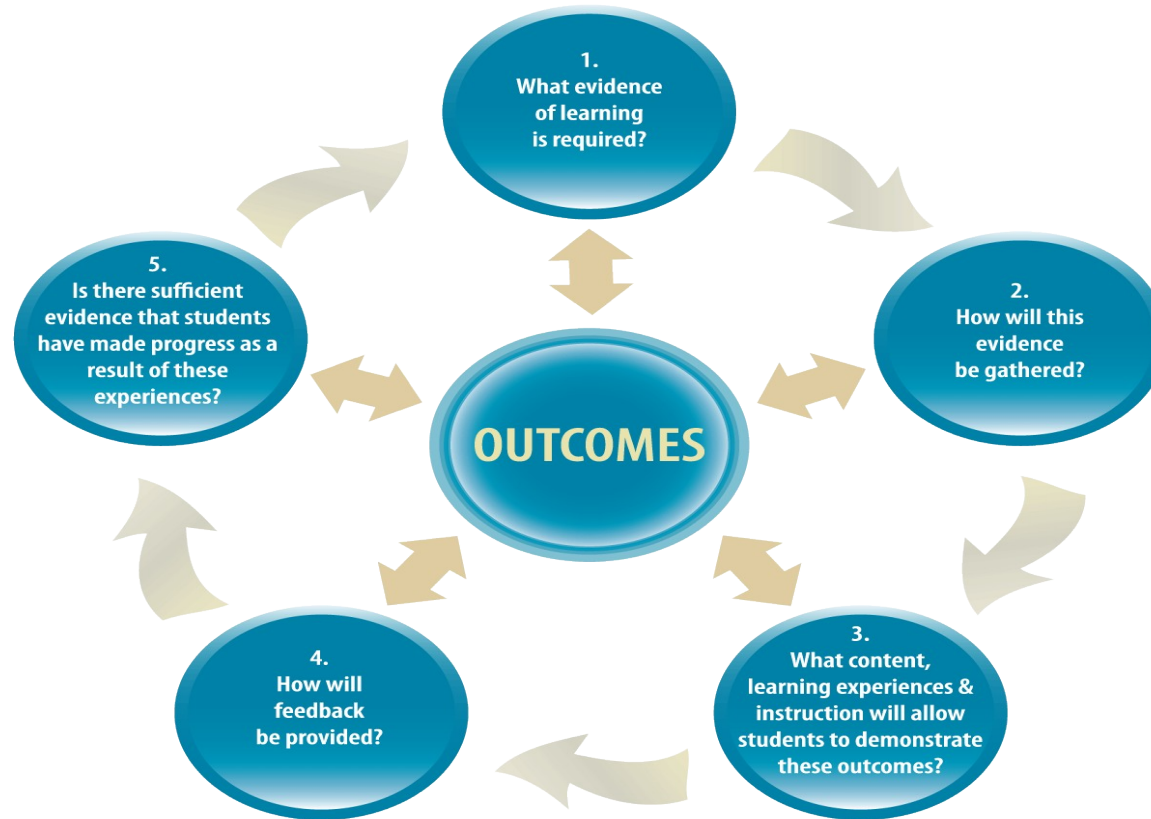 1.
What evidence
of learning
is required?
2.
How will this
evidence
be gathered?
3.
What content,
learning experiences &
instruction will allow
students to demonstrate
these outcomes?
4.
How will
feedback
be provided?
5.
Is there sufficient
evidence that students
have made progress as a
result of these
experiences?
OUTCOMES